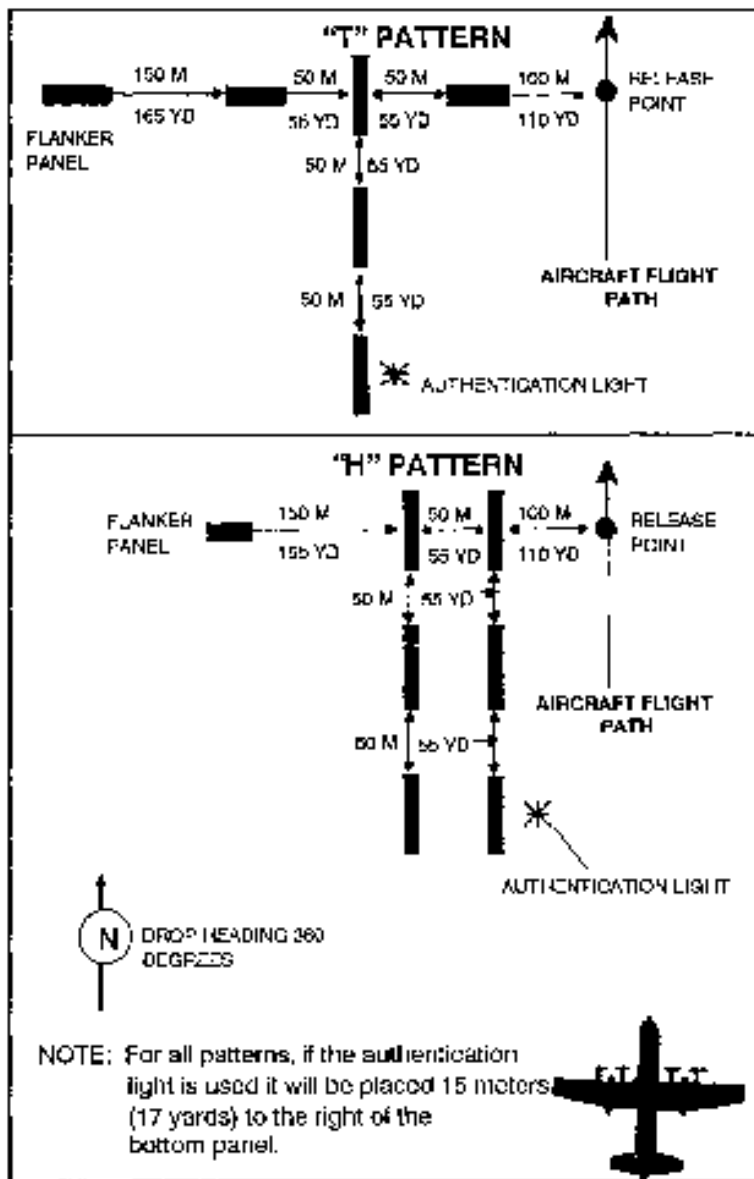 "T" PATTERN
150 M
50 M
50 M
100 M
RELEASE
POINT
165 YD
55 YD
55 YD
110 YD
FLANKER
PANEL
50 M
55 YD
50 M
55 YD
AIRCRAFT FLIGHT
PATH
AUTHENTICATION LIGHT
"H" PATTERN
FLANKER
PANEL
150 M
50 M
100 M
RELEASE
POINT
165 YD
55 YD
110 YD
50 M
55 YD
AIRCRAFT FLIGHT
PATH
50 M
55 YD
AUTHENTICATION LIGHT
N
DROP HEADING 360
DEGREES
NOTE: For all patterns, if the authentication
light is used it will be placed 15 meters
(17 yards) to the right of the
bottom panel.